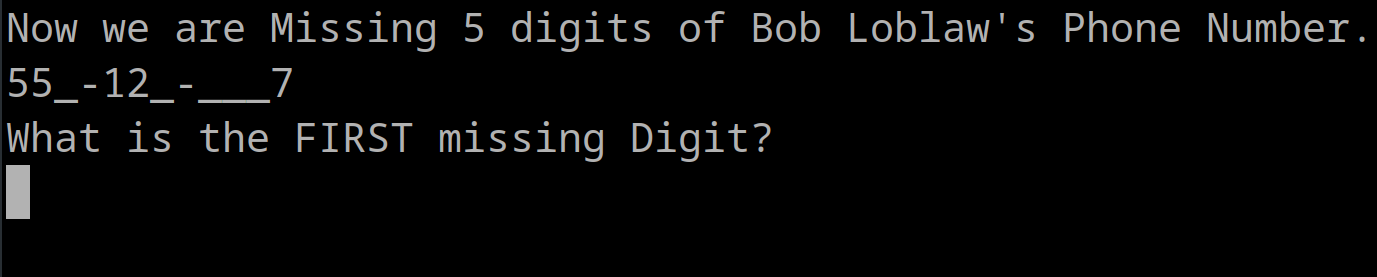 Now we are Missing 5 digits of Bob Loblaw's Phone Number.
55_-12_-___7
What is the FIRST missing Digit?